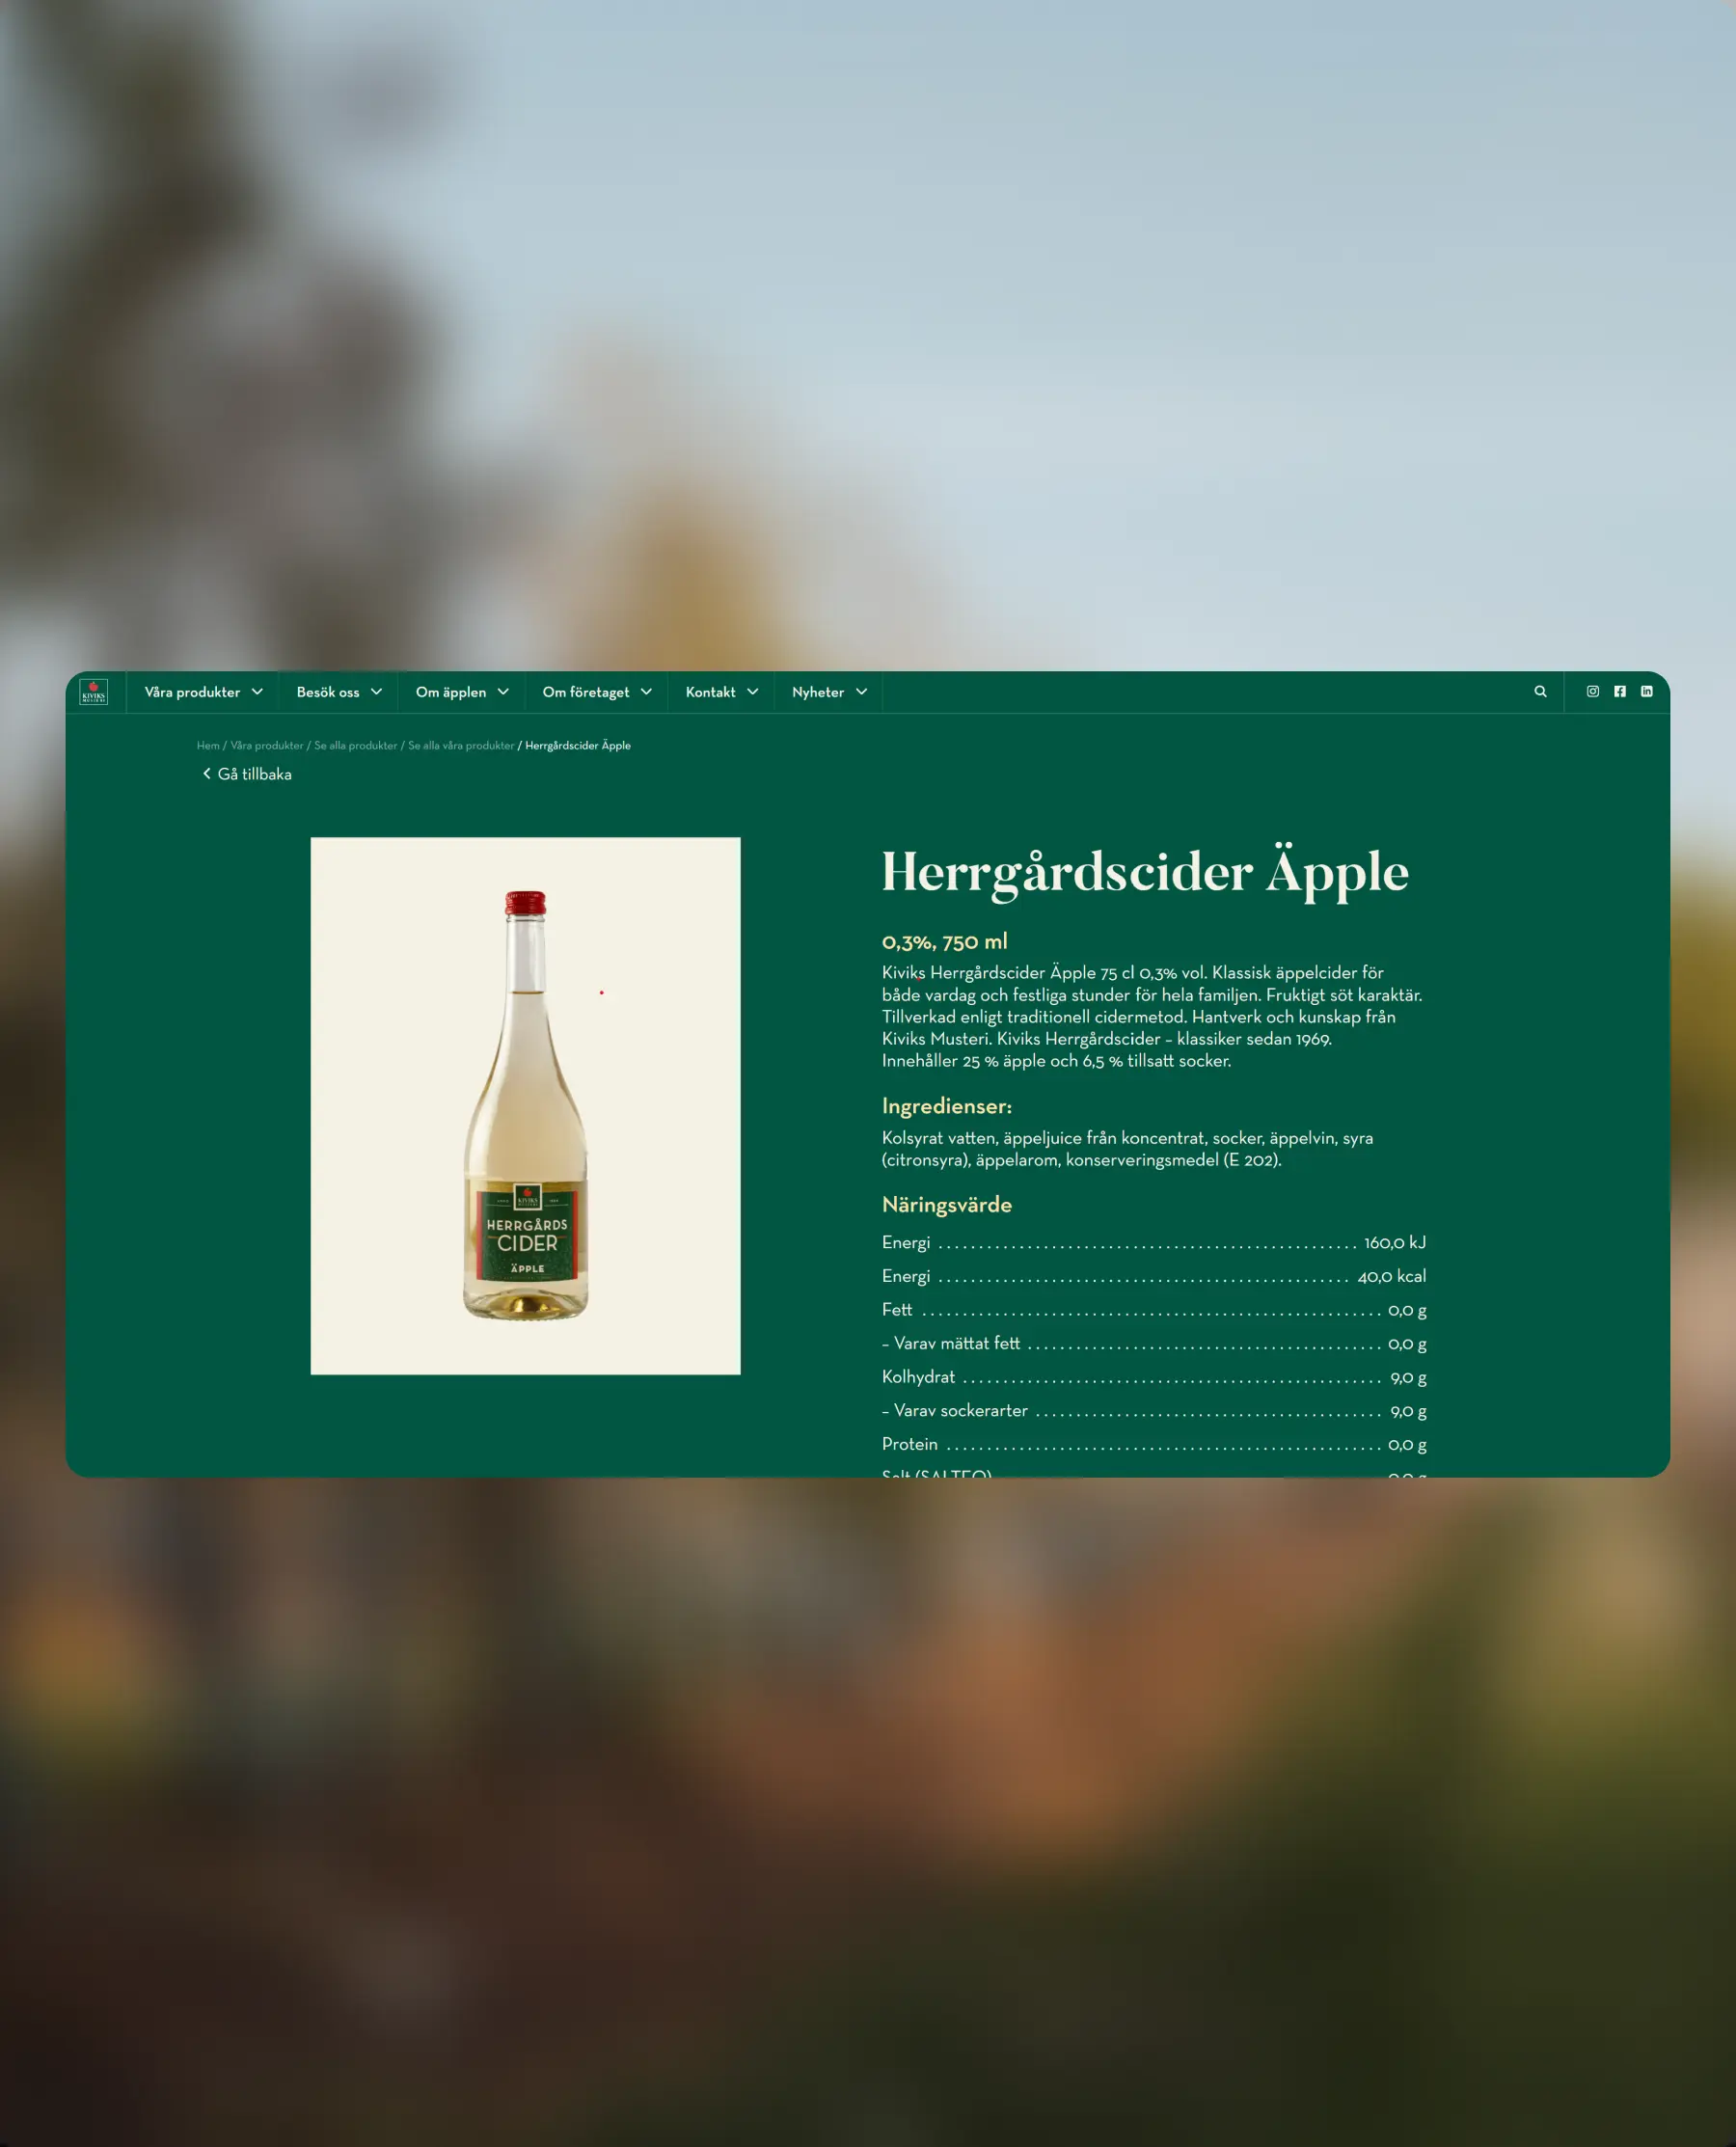 KIVIKS
MUSTERI
Våra produkter
Besök oss
Om äpplen
Om företaget
Kontakt
Nyheter
Hem / Våra produkter / Se alla produkter / Se alla våra produkter / Herrgårdscider Äpple
Gå tillbaka
KIVIKS
HERRGÅRDS
CIDER
ÄPPLE
Herrgårdscider Äpple
0,3%, 750 ml
Kiviks Herrgårdscider Äpple 75 cl 0,3% vol. Klassisk äppelcider för
både vardag och festliga stunder för hela familjen. Fruktigt söt karaktär.
Tillverkad enligt traditionell cidermetod. Hantverk och kunskap från
Kiviks Musteri. Kiviks Herrgårdscider – klassiker sedan 1969.
Innehåller 25 % äpple och 6,5 % tillsatt socker.
Ingredienser:
Kolsyrat vatten, äppeljuice från koncentrat, socker, äppelvin, syra
(citronsyra), äppelarom, konserveringsmedel (E 202).
Näringsvärde
Energi 160,0 kJ
Energi 40,0 kcal
Fett 0,0 g
– Varav mättat fett 0,0 g
Kolhydrat 9,0 g
– Varav sockerarter 9,0 g
Protein 0,0 g
Salt (SALTEQ) 0,0 g